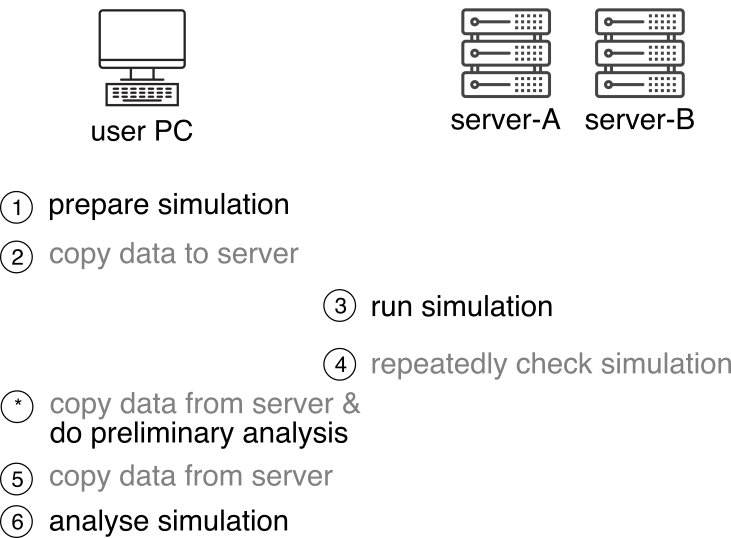 user PC
server-A server-B
1 prepare simulation
2 copy data to server
3 run simulation
4 repeatedly check simulation
* copy data from server &
do preliminary analysis
5 copy data from server
6 analyse simulation